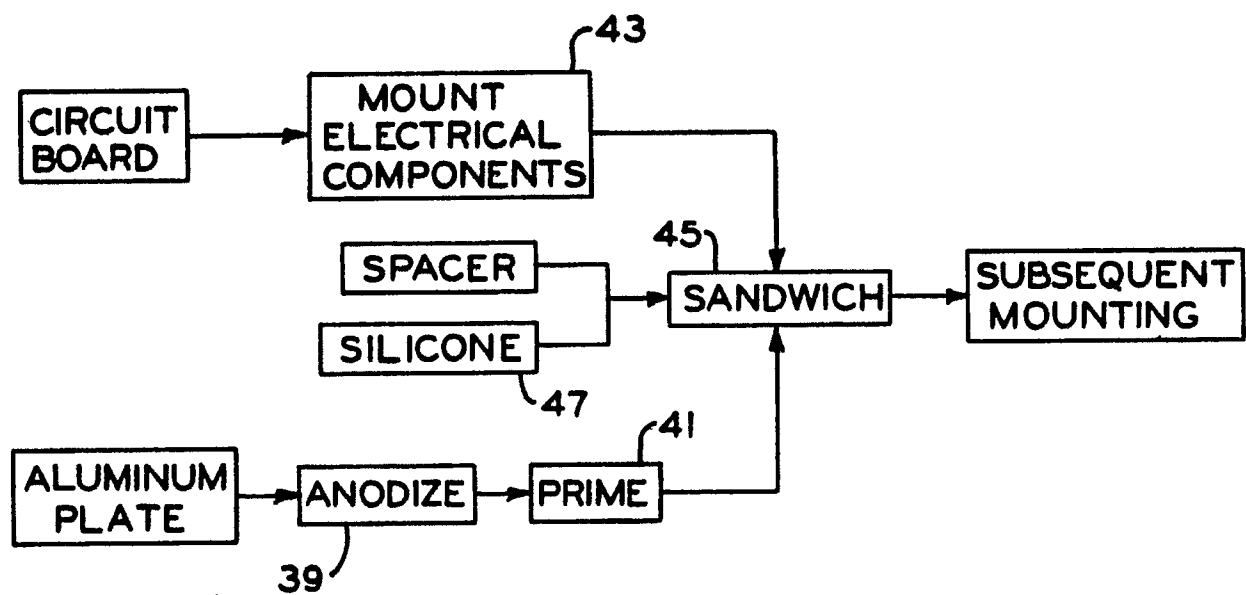 43
CIRCUIT
BOARD
MOUNT
ELECTRICAL
COMPONENTS
45
SPACER
SILICONE
47
SANDWICH
SUBSEQUENT
MOUNTING
41
ALUMINUM
PLATE
ANODIZE
PRIME
39